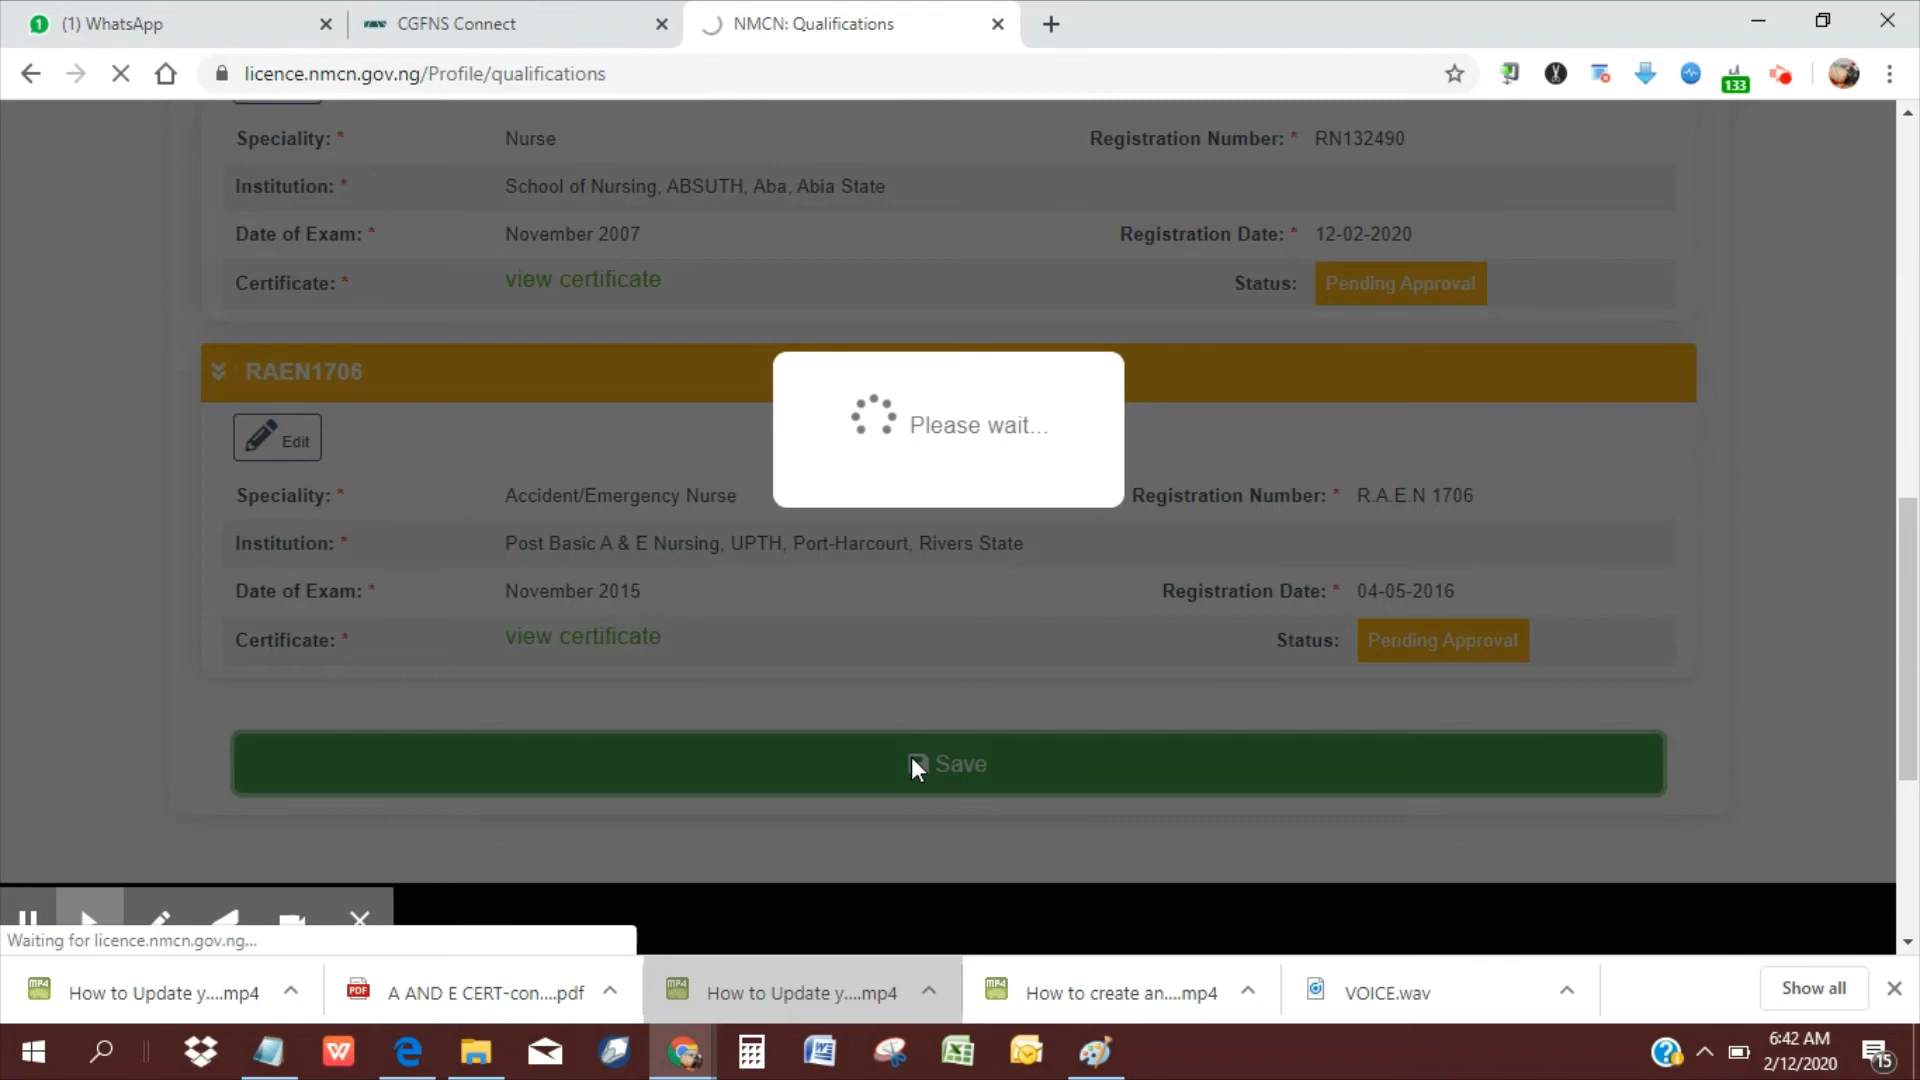 (1) WhatsApp
CGFNS Connect
NMCN: Qualifications
licence.nmcn.gov.ng/Profile/qualifications
133
Speciality: * Nurse Registration Number: * RN132490
Institution: * School of Nursing, ABSUTH, Aba, Abia State
Date of Exam: * November 2007 Registration Date: * 12-02-2020
Certificate: * view certificate Status: Pending Approval
RAEN1706
Please wait...
Edit
Speciality: * Accident/Emergency Nurse Registration Number: * R.A.E.N 1706
Institution: * Post Basic A & E Nursing, UPTH, Port-Harcourt, Rivers State
Date of Exam: * November 2015 Registration Date: * 04-05-2016
Certificate: * view certificate Status: Pending Approval
Save
Waiting for licence.nmcn.gov.ng...
How to Update y....mp4
A AND E CERT-con....pdf
How to Update y....mp4
How to create an....mp4
VOICE.wav
Show all
6:42 AM
2/12/2020
15